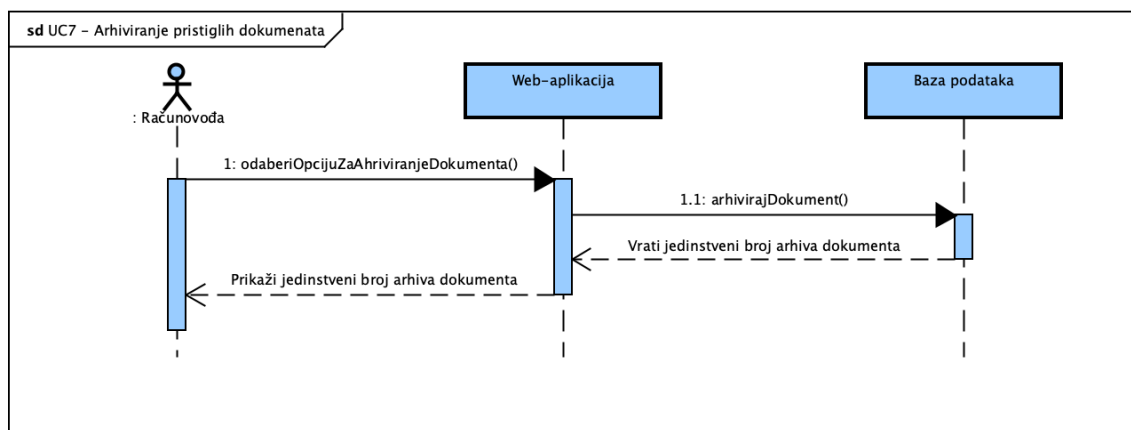 sd UC7 - Arhiviranje pristiglih dokumenata
Web-aplikacija
Baza podataka
: Računovođa
1: odaberiOpcijuZaAhriviranjeDokumenta()
1.1: arhivirajDokument()
Vrati jedinstveni broj arhiva dokumenta
Prikaži jedinstveni broj arhiva dokumenta